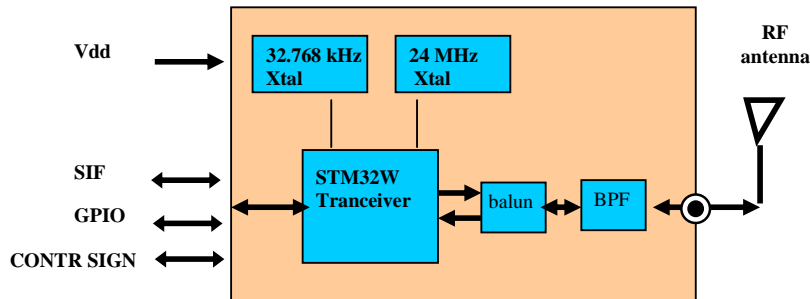 Vdd
32.768 kHz
Xtal
24 MHz
Xtal
RF
antenna
SIF
GPIO
CONTR SIGN
STM32W
Tranceiver
balun
BPF